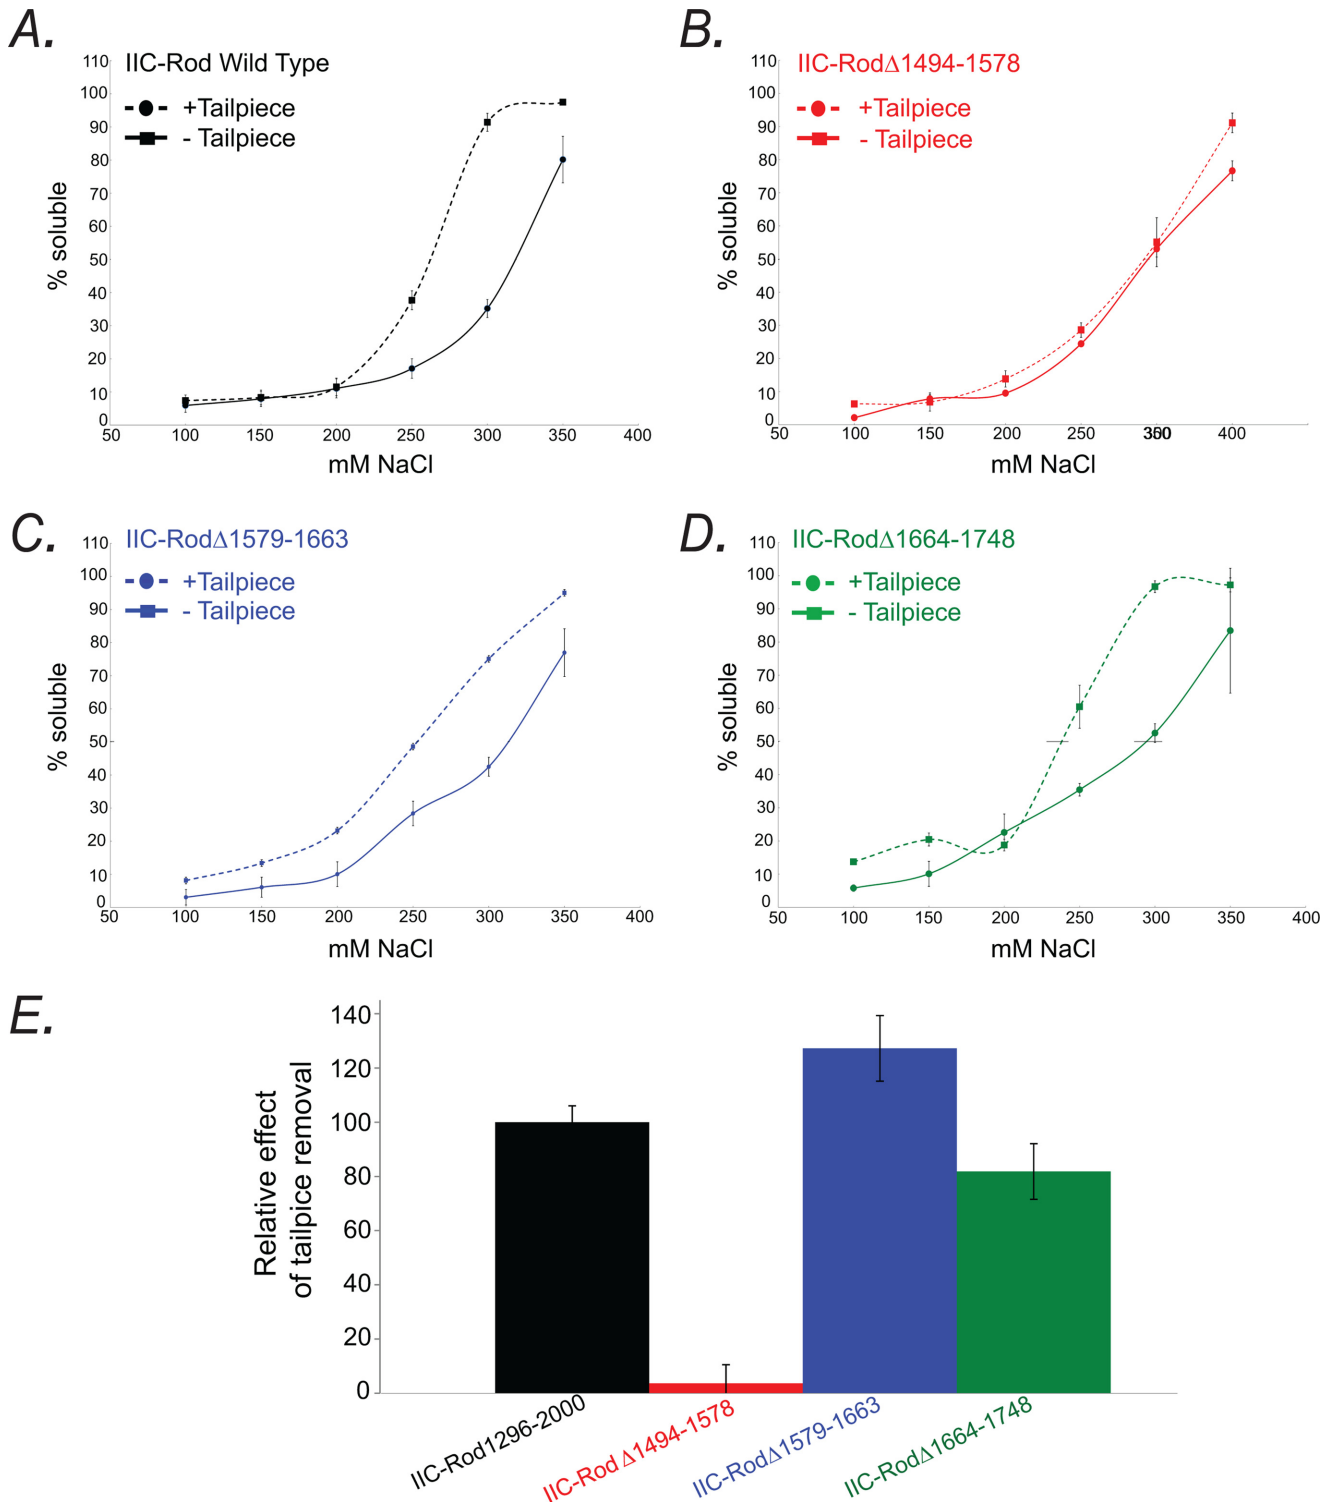 A.
IIC-Rod Wild Type
+Tailpiece
- Tailpiece
110
100
90
80
70
60
50
40
30
20
10
0
% soluble
50 100 150 200 250 300 350 400
mM NaCl
B.
IIC-RodΔ1494-1578
+Tailpiece
- Tailpiece
110
100
90
80
70
60
50
40
30
20
10
0
% soluble
50 100 150 200 250 350 400
mM NaCl
C.
IIC-RodΔ1579-1663
+Tailpiece
- Tailpiece
110
100
90
80
70
60
50
40
30
20
10
0
% soluble
50 100 150 200 250 300 350 400
mM NaCl
D.
IIC-RodΔ1664-1748
+Tailpiece
- Tailpiece
110
100
90
80
70
60
50
40
30
20
10
0
% soluble
50 100 150 200 250 300 350 400
mM NaCl
E.
Relative effect
of tailpice removal
140
120
100
80
60
40
20
0
IIC-Rod1296-2000
IIC-Rod Δ1494-1578
IIC-RodΔ1579-1663
IIC-RodΔ1664-1748